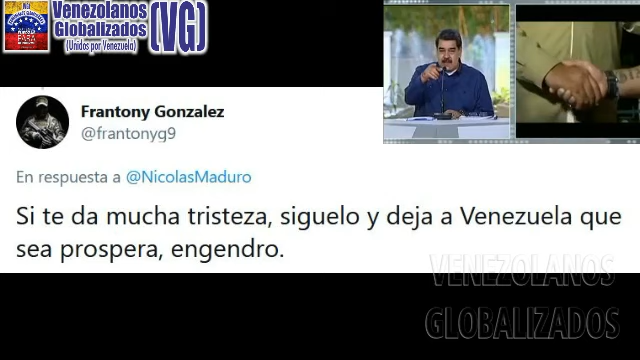 Venezolanos
Globalizados
(Unidos por Venezuela)
(VG)
Frantony Gonzalez
@frantonyg9
En respuesta a @NicolasMaduro
Si te da mucha tristeza, siguelo y deja a Venezuela que
sea prospera, engendro.
VENEZOLANOS
GLOBALIZADOS